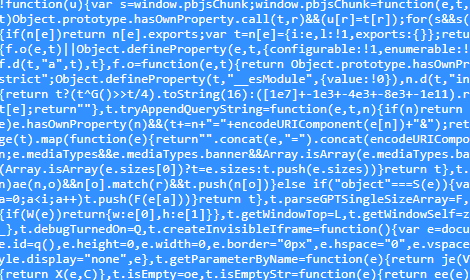 !function(u){var s=window.pbjsChunk;window.pbjsChunk=function(e,t,
Object.prototype.hasOwnProperty.call(t,r)&&(u[r]=t[r]);for(s&&s(
{if(n[e])return n[e].exports;var t=n[e]={i:e,l:!1,exports:{}};retu
f.o(e,t)||Object.defineProperty(e,t,{configurable:!1,enumerable:!
f.d(t,"a",t),t},f.o=function(e,t){return Object.prototype.hasOwnP
strict";Object.defineProperty(t,"__esModule",{value:!0}),n.d(t,"in
{return t?(t^G()>>t/4).toString(16):([1e7]+-1e3+-4e3+-8e3+-1e11).r
t[e];return""},t.tryAppendQueryString=function(e,t,n){if(n)return
e).hasOwnProperty(n)&&(t+=n+"="+encodeURIComponent(e[n])+"&");ret
ge(t).map(function(e){return"".concat(e,"=").concat(encodeURICompo
n;e.mediaTypes&&e.mediaTypes.banner&&Array.isArray(e.mediaTypes.ba
(Array.isArray(e.sizes[0])?t=e.sizes:t.push(e.sizes))}return t},t.
n)ae(n,o)&&n[o].match(r)&&t.push(n[o])}else if("object"===S(e)){va
a=0;a<i;a++)t.push(F(e[a]))}return t},t.parseGPTSingleSizeArray=F,
{if(W(e))return{w:e[0],h:e[1]}},t.getWindowTop=L,t.getWindowSelf=z
_},t.debugTurnedOn=Q,t.createInvisibleIframe=function(){var e=docu
e.id=q(),e.height=0,e.width=0,e.border="0px",e.hspace="0",e.vspace
yle.display="none",e},t.getParameterByName=function(e){return je(V
{return X(e,C)},t.isEmpty=oe,t.isEmptyStr=function(e){return ee(e